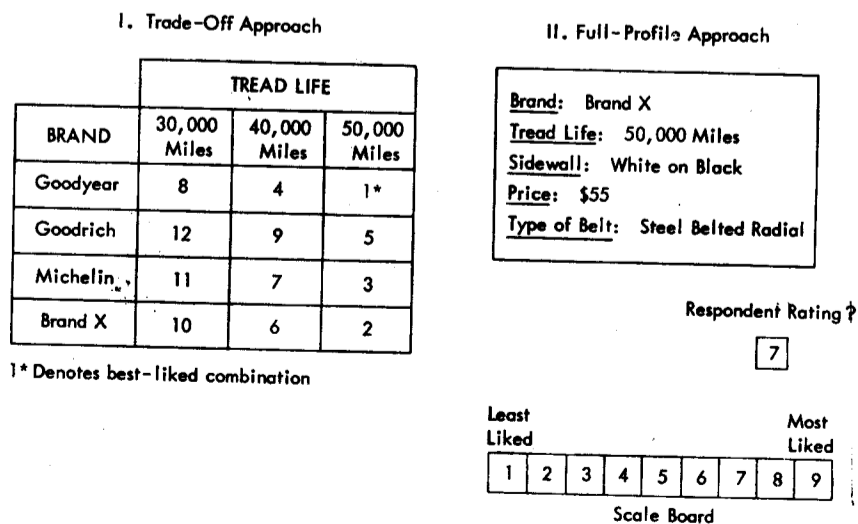 I. Trade-Off Approach
TREAD LIFE
BRAND
30,000 Miles
40,000 Miles
50,000 Miles
Goodyear 8 4 1*
Goodrich 12 9 5
Michelin 11 7 3
Brand X 10 6 2
1* Denotes best-liked combination
II. Full-Profile Approach
Brand: Brand X
Tread Life: 50,000 Miles
Sidewall: White on Black
Price: $55
Type of Belt: Steel Belted Radial
Respondent Rating ?
7
Least Liked
Most Liked
1 2 3 4 5 6 7 8 9
Scale Board